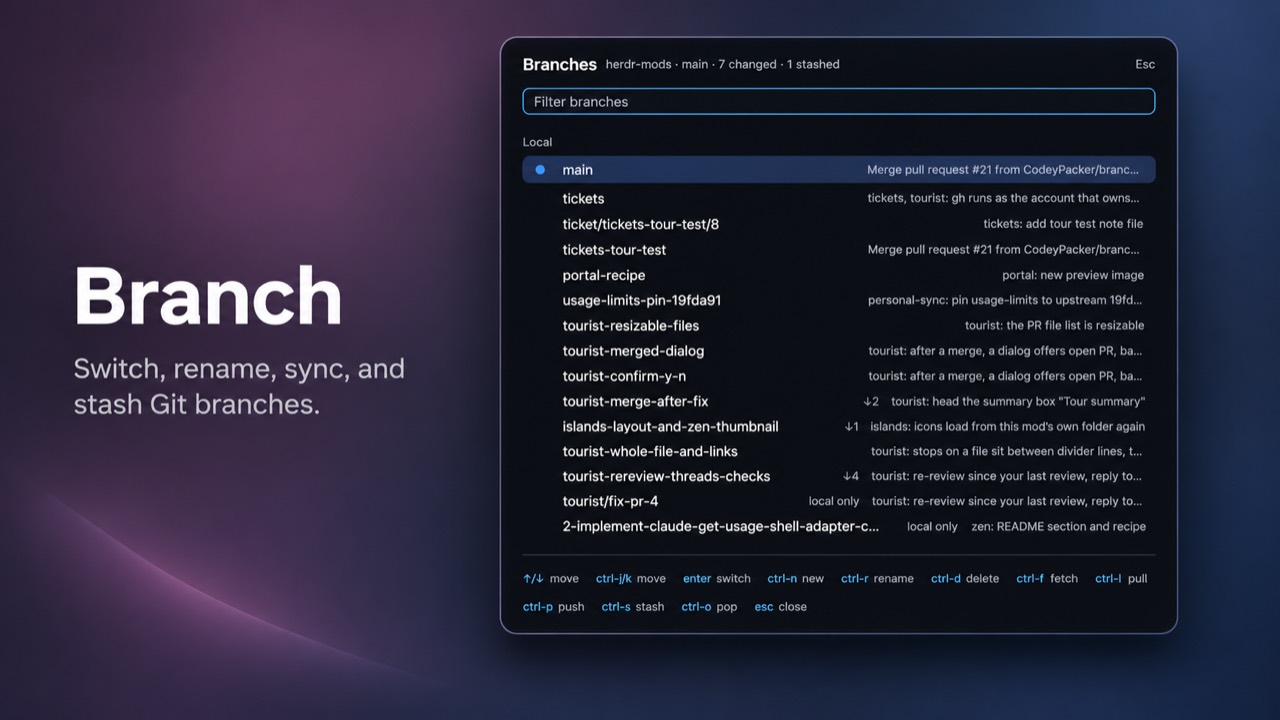 Branch
Switch, rename, sync, and
stash Git branches.
Branches herdr-mods · main · 7 changed · 1 stashed Esc
Filter branches
Local
main Merge pull request #21 from CodeyPacker/branc...
tickets tickets, tourist: gh runs as the account that owns...
ticket/tickets-tour-test/8 tickets: add tour test note file
tickets-tour-test Merge pull request #21 from CodeyPacker/branc...
portal-recipe portal: new preview image
usage-limits-pin-19fda91 personal-sync: pin usage-limits to upstream 19fd...
tourist-resizable-files tourist: the PR file list is resizable
tourist-merged-dialog tourist: after a merge, a dialog offers open PR, ba...
tourist-confirm-y-n tourist: after a merge, a dialog offers open PR, ba...
tourist-merge-after-fix ↓2 tourist: head the summary box "Tour summary"
islands-layout-and-zen-thumbnail ↓1 islands: icons load from this mod's own folder again
tourist-whole-file-and-links tourist: stops on a file sit between divider lines, t...
tourist-rereview-threads-checks ↓4 tourist: re-review since your last review, reply to...
tourist/fix-pr-4 local only tourist: re-review since your last review, reply to...
2-implement-claude-get-usage-shell-adapter-c... local only zen: README section and recipe
↑/↓ move ctrl-j/k move enter switch ctrl-n new ctrl-r rename ctrl-d delete ctrl-f fetch ctrl-l pull
ctrl-p push ctrl-s stash ctrl-o pop esc close